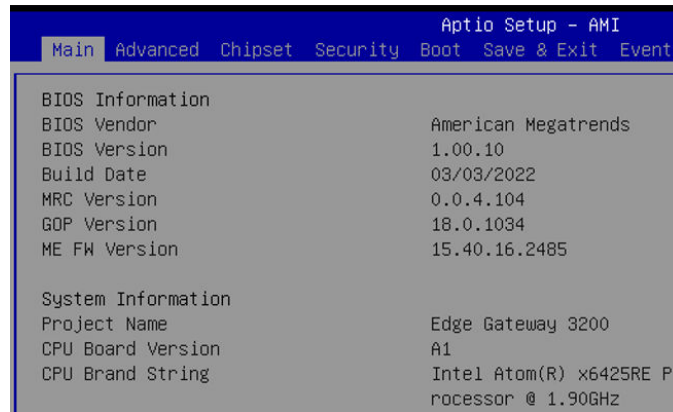 Aptio Setup – AMI
Main Advanced Chipset Security Boot Save & Exit Event
BIOS Information
BIOS Vendor American Megatrends
BIOS Version 1.00.10
Build Date 03/03/2022
MRC Version 0.0.4.104
GOP Version 18.0.1034
ME FW Version 15.40.16.2485
System Information
Project Name Edge Gateway 3200
CPU Board Version A1
CPU Brand String Intel Atom(R) x6425RE P
rocessor @ 1.90GHz